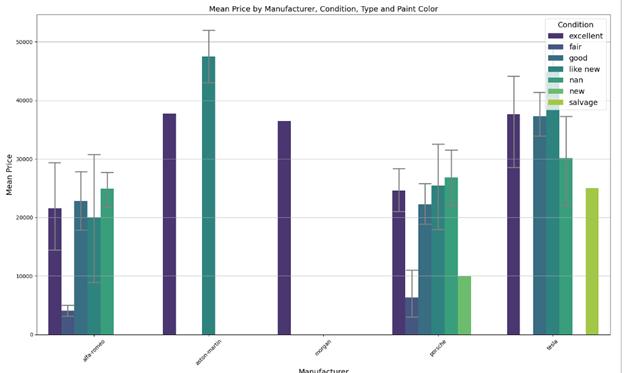 Mean Price by Manufacturer, Condition, Type and Paint Color
Condition
excellent
fair
good
like new
nan
new
salvage
Mean Price
50000
40000
30000
20000
10000
0
alfa-romeo
aston-martin
morgan
porsche
tesla
Manufacturer